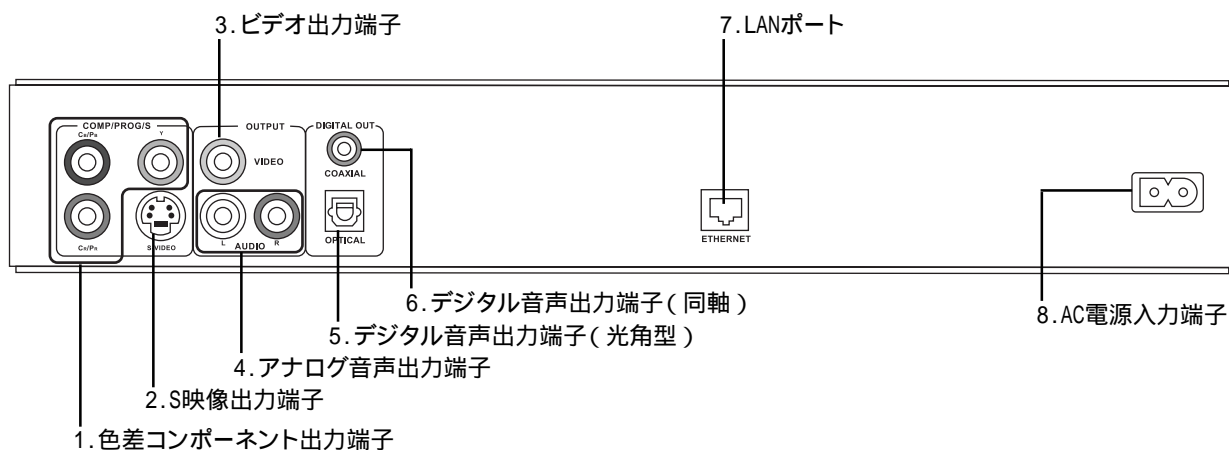 3.ビデオ出力端子
7.LANポート
COMP/PROG/S
OUTPUT
DIGITAL OUT
CB/PB
Y
VIDEO
COAXIAL
CR/PR
S-VIDEO
L
AUDIO
R
OPTICAL
ETHERNET
6.デジタル音声出力端子(同軸)
5.デジタル音声出力端子(光角型)
4.アナログ音声出力端子
2.S映像出力端子
1.色差コンポーネント出力端子
8.AC電源入力端子